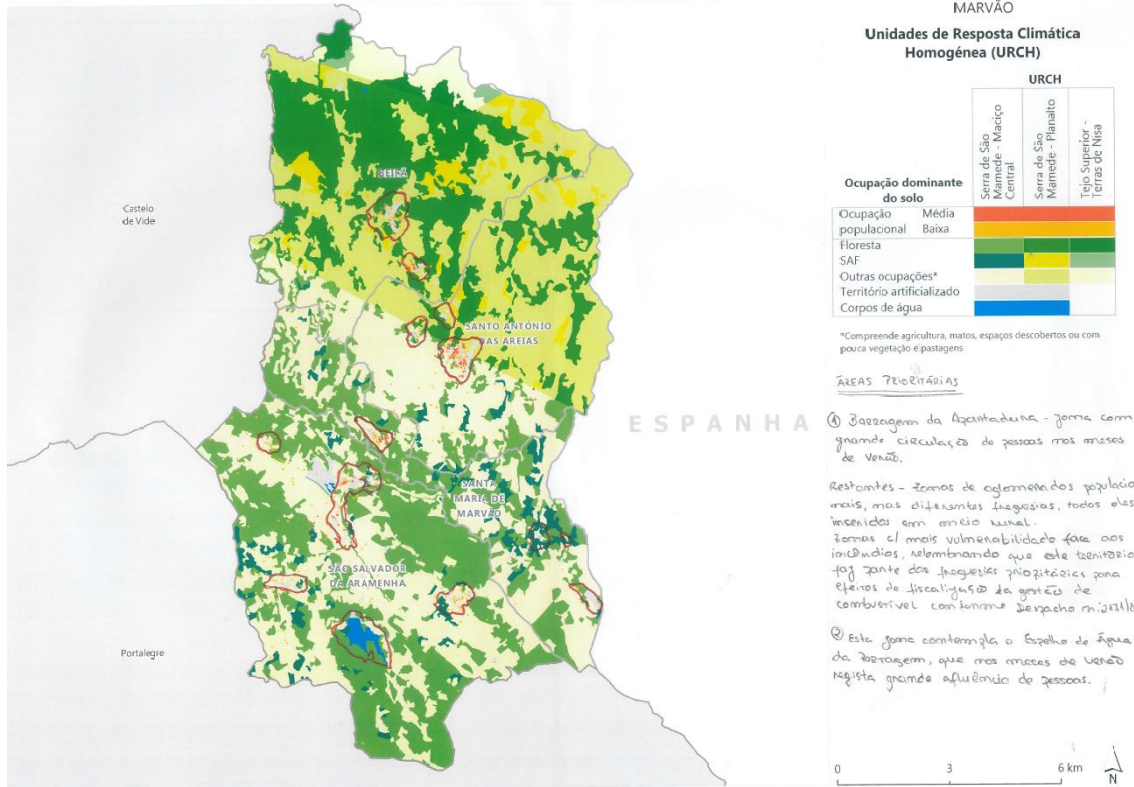 MARVÃO
Unidades de Resposta Climática
Homogénea (URCH)
URCH
Serra de São
Mamede - Maciço
Central
Serra de São
Mamede - Planalto
Tejo Superior -
Terras de Nisa
Ocupação dominante
do solo
Ocupação Média
populacional Baixa
Floresta
SAF
Outras ocupações*
Território artificializado
Corpos de água
*Compreende agricultura, matos, espaços descobertos ou com
pouca vegetação e pastagens
ÁREAS PRIORITÁRIAS
① Barragem da Apartadura - zona com
grande circulação de pessoas nos meses
de verão.
Restantes - zonas de aglomerados populacio
nais, nas diferentes freguesias, todos eles
inseridos em meio rural.
Zonas c/ mais vulnerabilidade face aos
incêndios, relembrando que este território
faz parte das freguesias prioritárias para
efeitos de fiscalização da gestão de
combustível conforme Despacho
② Esta zona contempla o Espelho de Água
da Portagem, que nos meses de verão
regista grande afluência de pessoas.
0 3 6 km
N
Castelo
de Vide
BEIRÃ
SANTO ANTÓNIO
DAS AREIAS
ESPANHA
SANTA
MARIA DE
MARVÃO
SÃO SALVADOR
DA ARAMENHA
Portalegre